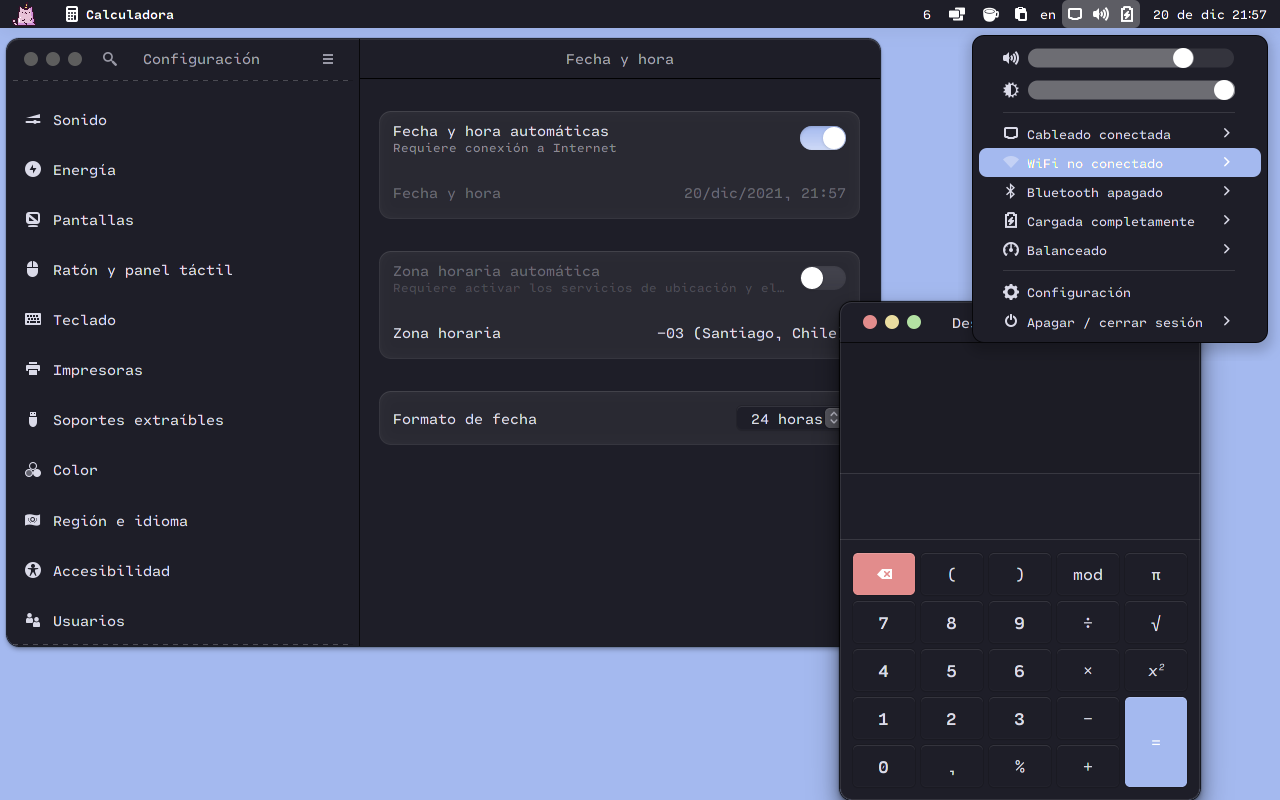 Calculadora
6
en
20 de dic 21:57
Configuración
Sonido
Energía
Pantallas
Ratón y panel táctil
Teclado
Impresoras
Soportes extraíbles
Color
Región e idioma
Accesibilidad
Usuarios
Fecha y hora
Fecha y hora automáticas
Requiere conexión a Internet
Fecha y hora 20/dic/2021, 21:57
Zona horaria automática
Requiere activar los servicios de ubicación y el…
Zona horaria -03 (Santiago, Chile
Formato de fecha 24 horas
Cableado conectada
WiFi no conectado
Bluetooth apagado
Cargada completamente
Balanceado
Configuración
Apagar / cerrar sesión
( ) mod π
7 8 9 ÷ √
4 5 6 × x²
1 2 3 −
0 , % + =